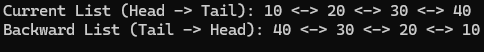 Current List (Head -> Tail): 10 <-> 20 <-> 30 <-> 40
Backward List (Tail -> Head): 40 <-> 30 <-> 20 <-> 10